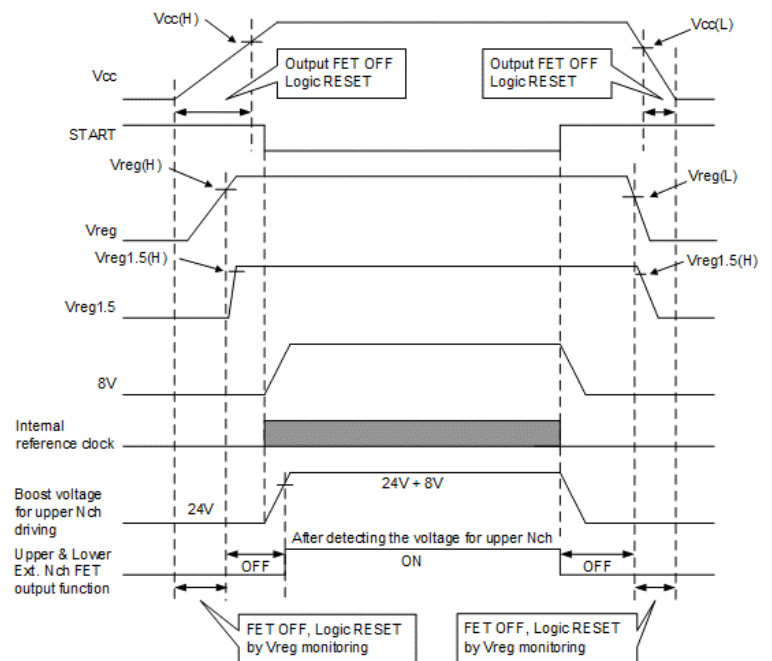 Vcc(H)
Vcc(L)
Output FET OFF
Logic RESET
Output FET OFF
Logic RESET
Vcc
START
Vreg(H)
Vreg(L)
Vreg
Vreg1.5(H)
Vreg1.5(H)
Vreg1.5
8V
Internal
reference clock
Boost voltage
for upper Nch
driving
24V
24V + 8V
After detecting the voltage for upper Nch
Upper & Lower
Ext. Nch FET
output function
OFF
ON
OFF
FET OFF, Logic RESET
by Vreg monitoring
FET OFF, Logic RESET
by Vreg monitoring